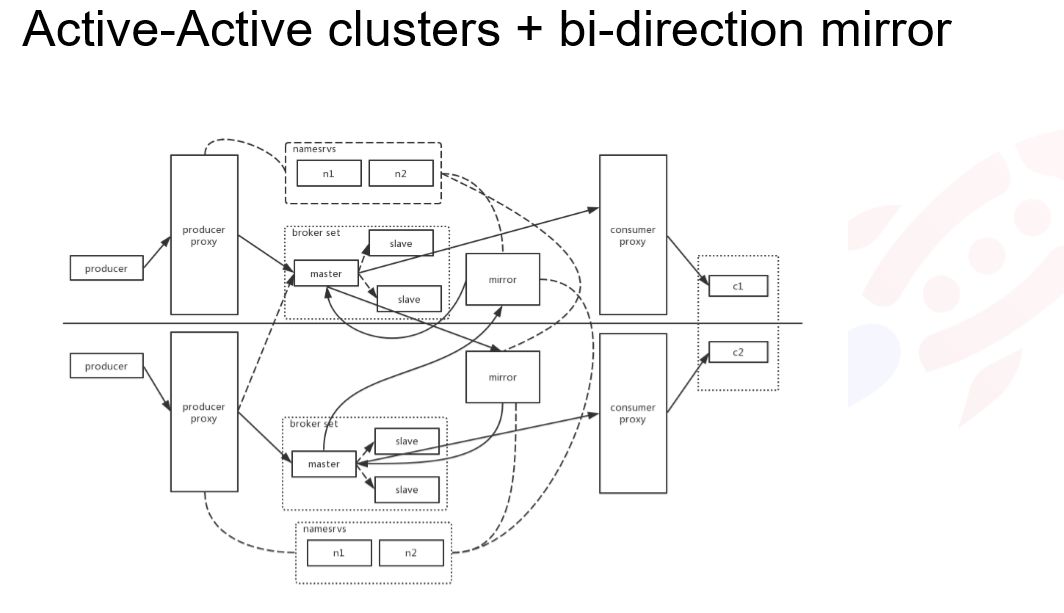 Active-Active clusters + bi-direction mirror
namesrvs
n1
n2
producer
proxy
broker set
slave
consumer
proxy
producer
master
mirror
c1
slave
producer
c2
mirror
producer
proxy
consumer
proxy
broker set
slave
master
slave
namesrvs
n1
n2